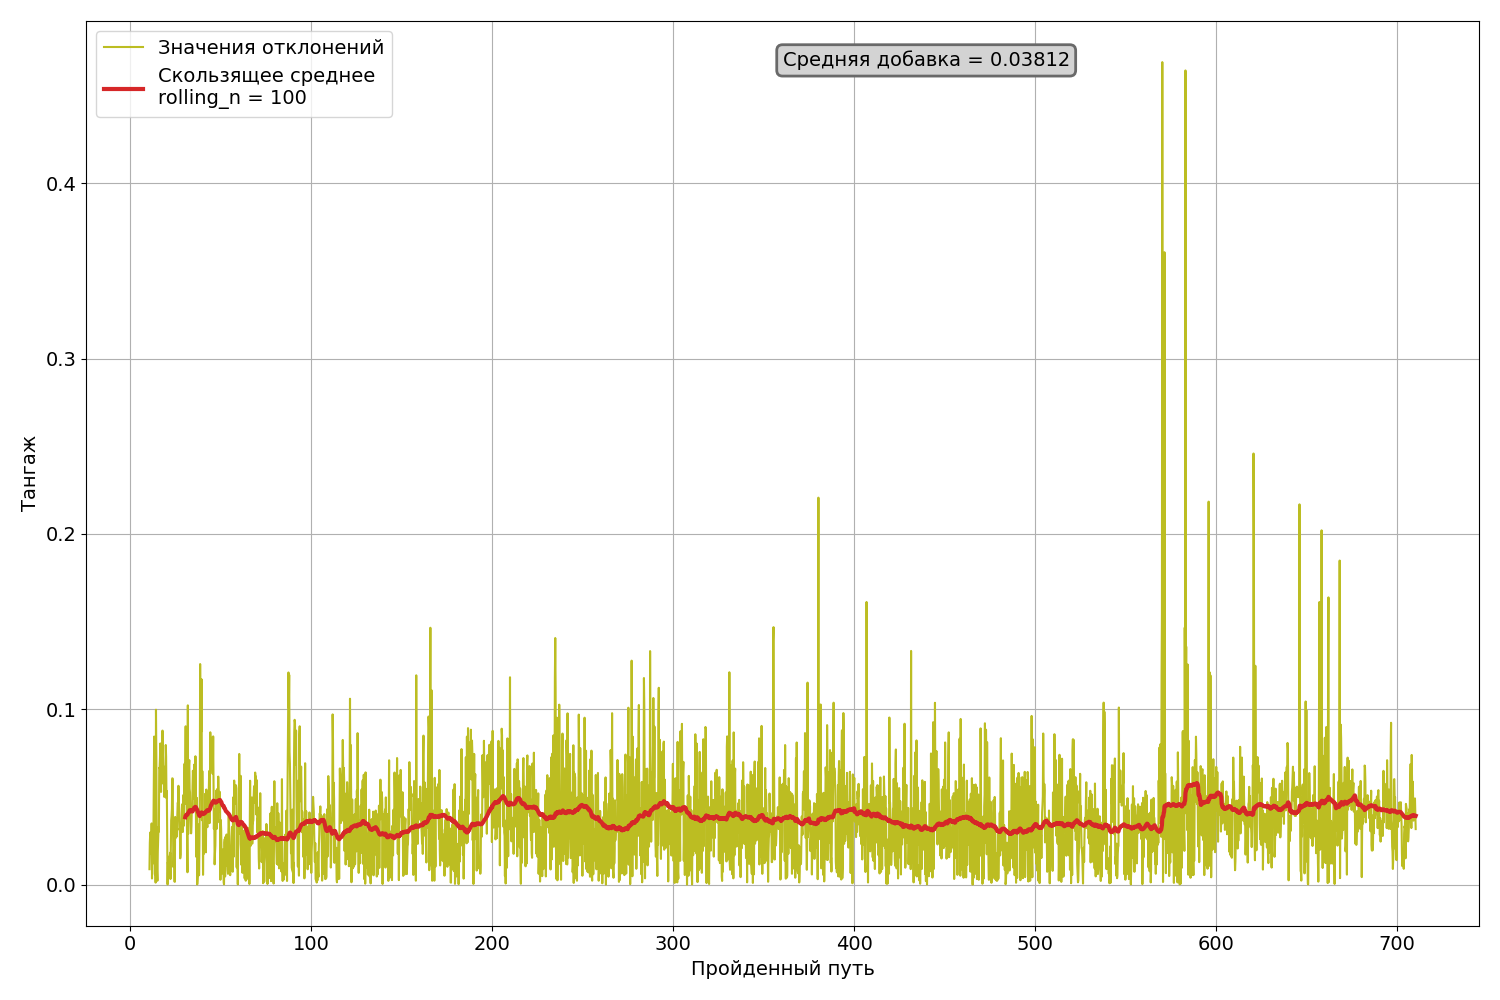 Значения отклонений
Скользящее среднее
rolling_n = 100
Средняя добавка = 0.03812
0.4
0.3
0.2
0.1
0.0
Тангаж
0 100 200 300 400 500 600 700
Пройденный путь